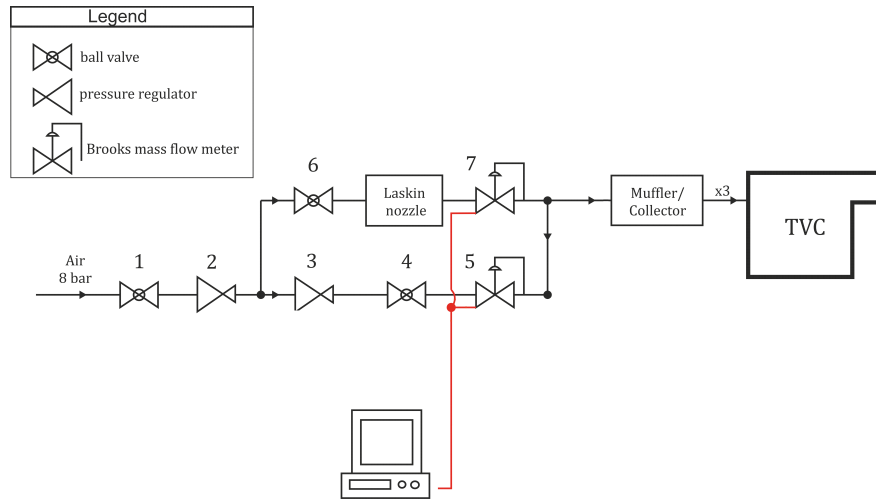 Legend
ball valve
pressure regulator
Brooks mass flow meter
6
7
Laskin
nozzle
Muffler/
Collector
x3
TVC
Air
8 bar
1
2
3
4
5